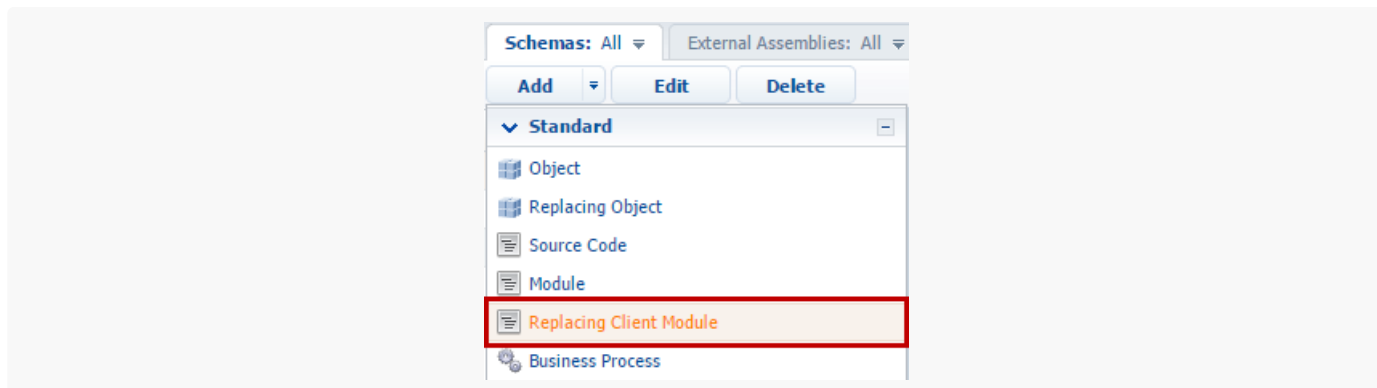 Schemas: All External Assemblies: All
Add Edit Delete
Standard
Object
Replacing Object
Source Code
Module
Replacing Client Module
Business Process